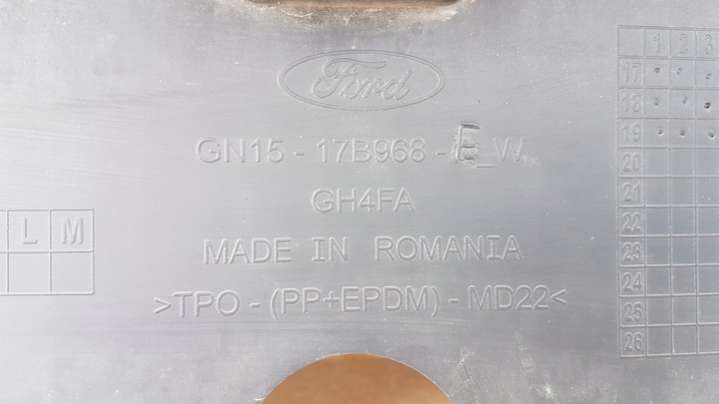 Ford
GN15 - 17B968 - E_W
GH4FA
MADE IN ROMANIA
>TPO - (PP+EPDM) - MD22<
L M
1 2 3
17
18
19
20
21
22
23
24
25
26